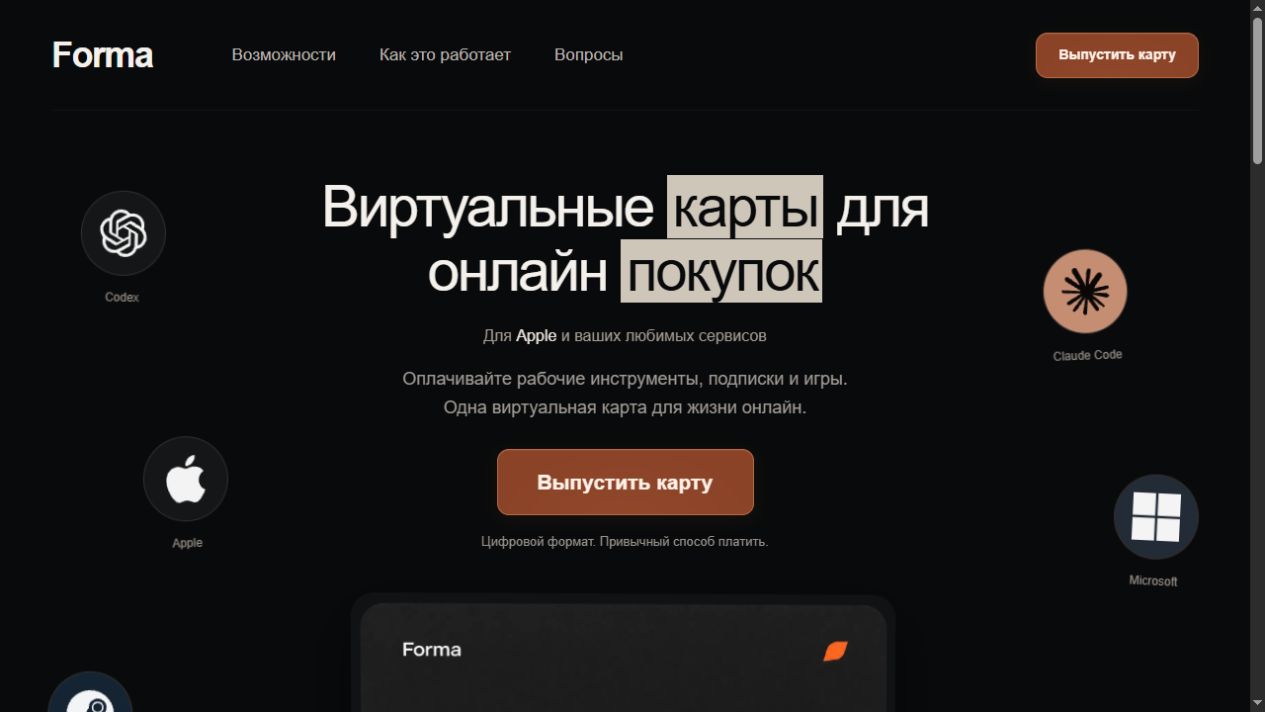 Forma
Возможности
Как это работает
Вопросы
Выпустить карту
Виртуальные карты для
онлайн покупок
Для Apple и ваших любимых сервисов
Оплачивайте рабочие инструменты, подписки и игры.
Одна виртуальная карта для жизни онлайн.
Выпустить карту
Цифровой формат. Привычный способ платить.
Codex
Claude Code
Apple
Microsoft
Forma